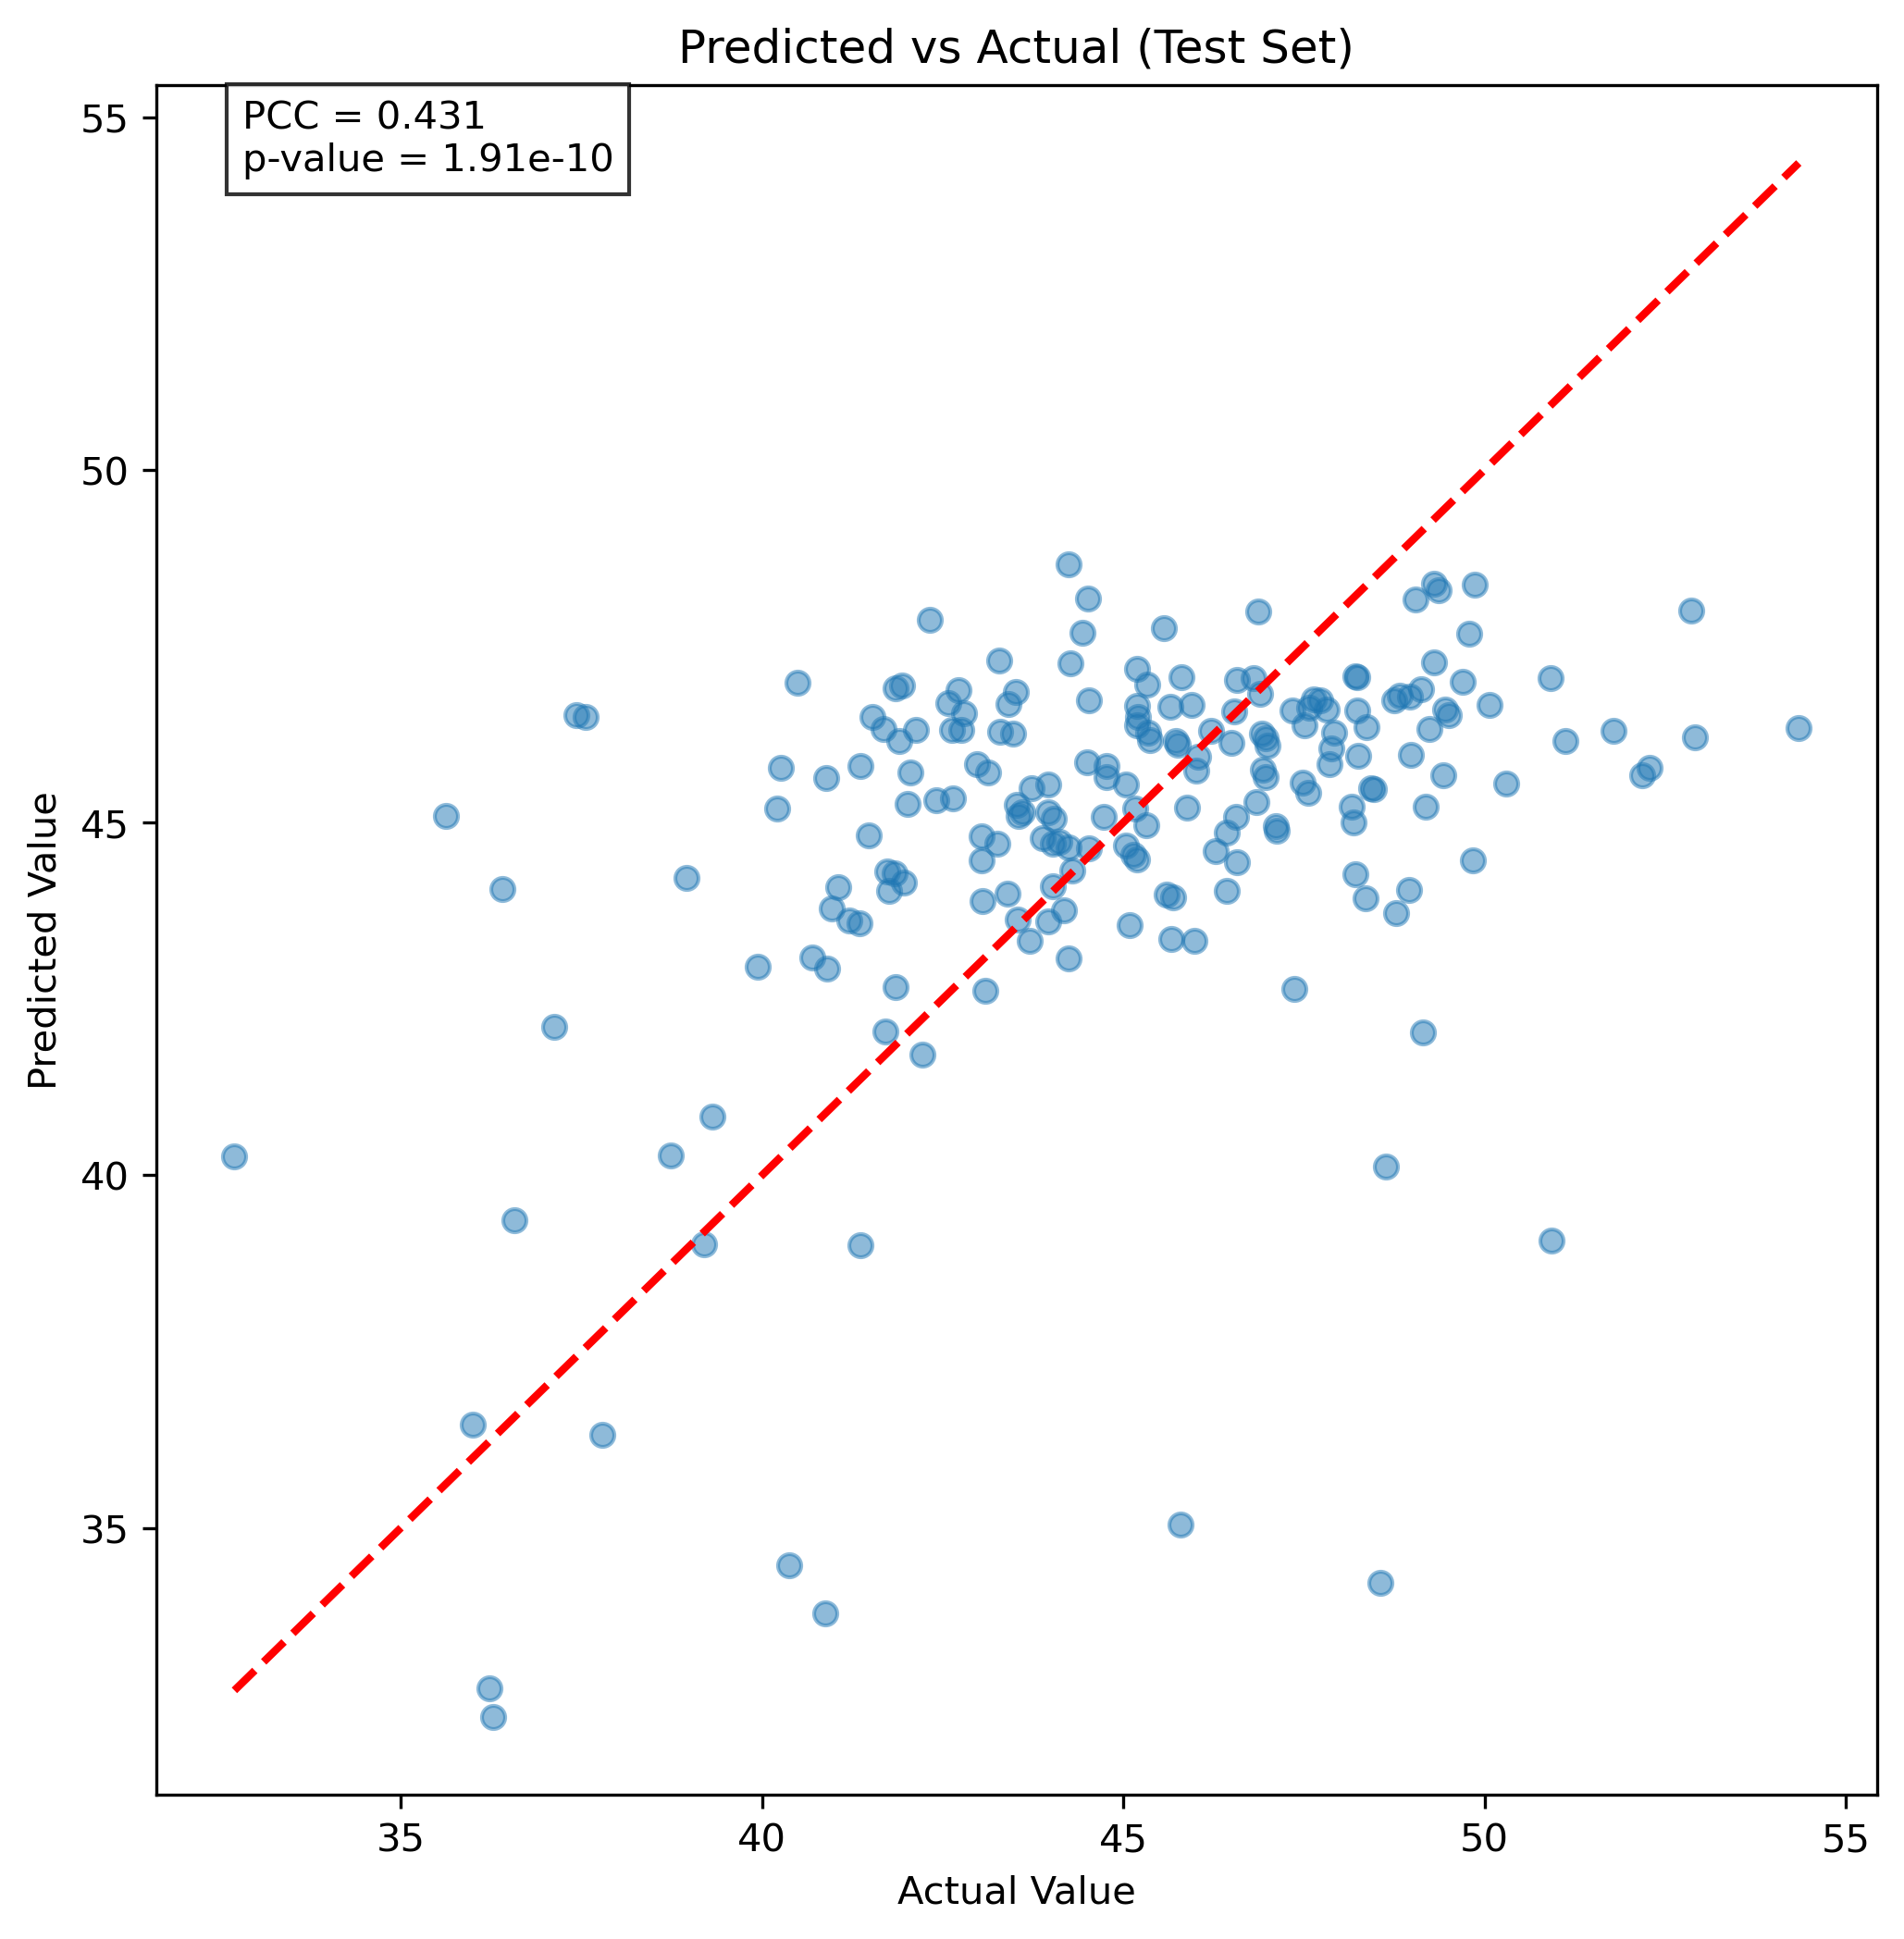 Predicted vs Actual (Test Set)
PCC = 0.431
p-value = 1.91e-10
55
50
45
40
35
Predicted Value
35
40
45
50
55
Actual Value